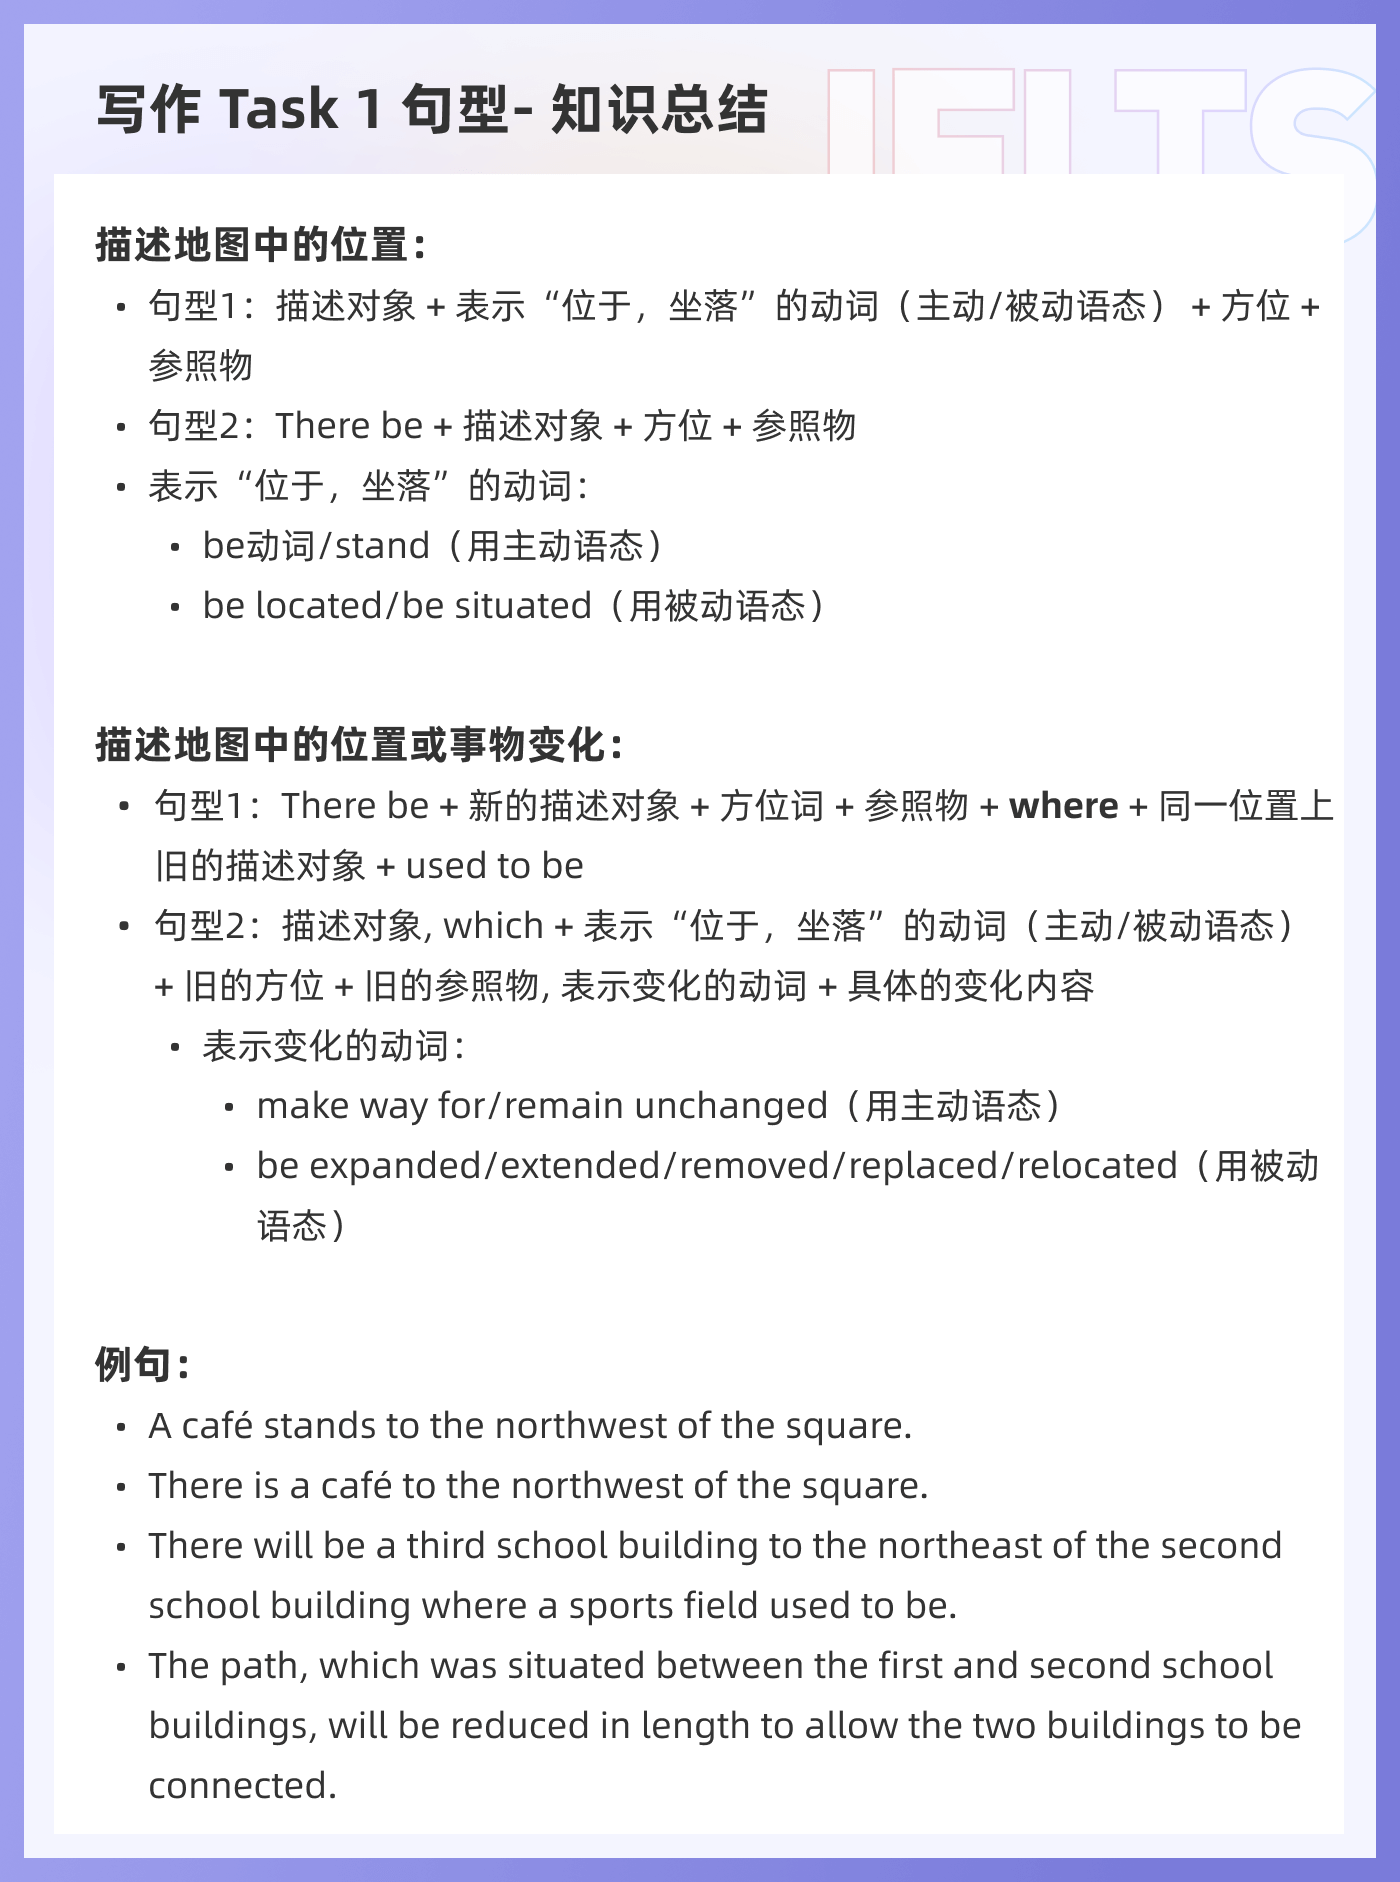 写作 Task 1 句型- 知识总结
IELTS
描述地图中的位置：
• 句型1：描述对象 + 表示“位于，坐落”的动词（主动/被动语态） + 方位 +
参照物
• 句型2：There be + 描述对象 + 方位 + 参照物
• 表示“位于，坐落”的动词：
• be动词/stand（用主动语态）
• be located/be situated（用被动语态）
描述地图中的位置或事物变化：
• 句型1：There be + 新的描述对象 + 方位词 + 参照物 + where + 同一位置上
旧的描述对象 + used to be
• 句型2：描述对象, which + 表示“位于，坐落”的动词（主动/被动语态）
+ 旧的方位 + 旧的参照物, 表示变化的动词 + 具体的变化内容
• 表示变化的动词：
• make way for/remain unchanged（用主动语态）
• be expanded/extended/removed/replaced/relocated（用被动
语态）
例句：
• A café stands to the northwest of the square.
• There is a café to the northwest of the square.
• There will be a third school building to the northeast of the second
school building where a sports field used to be.
• The path, which was situated between the first and second school
buildings, will be reduced in length to allow the two buildings to be
connected.